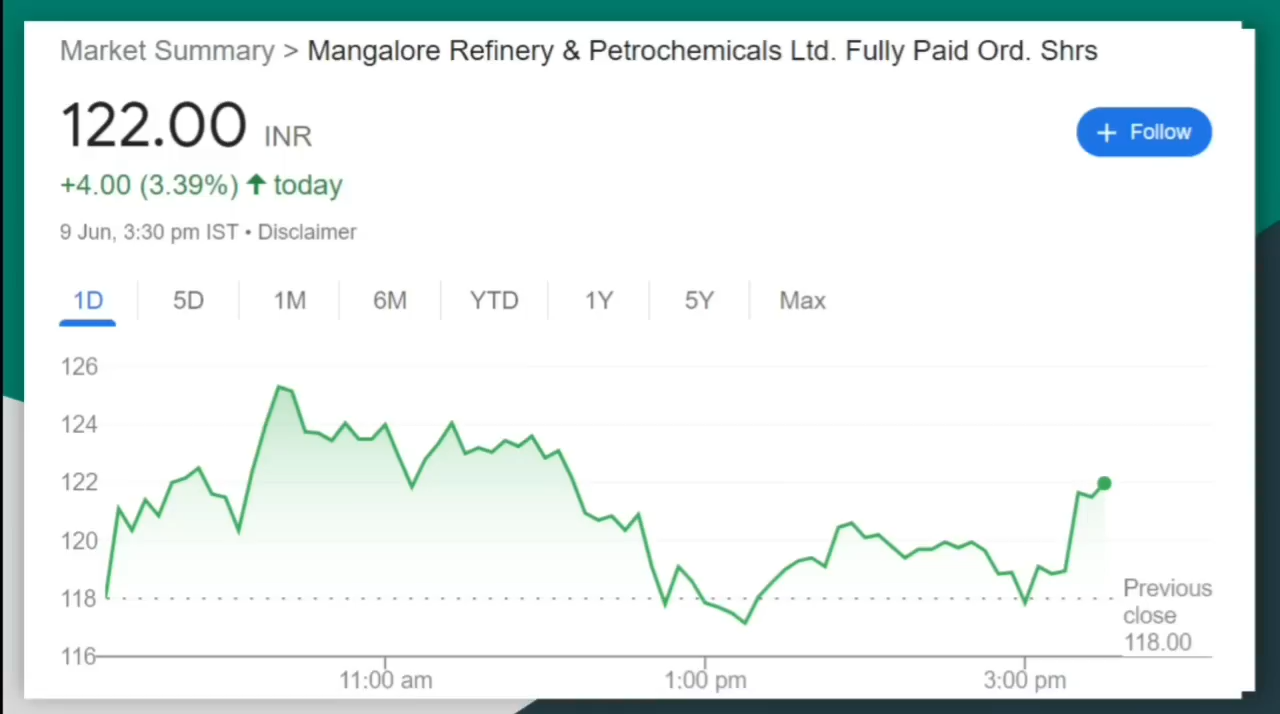 Market Summary > Mangalore Refinery & Petrochemicals Ltd. Fully Paid Ord. Shrs
122.00 INR
+ Follow
+4.00 (3.39%) ↑ today
9 Jun, 3:30 pm IST • Disclaimer
1D 5D 1M 6M YTD 1Y 5Y Max
126
124
122
120
118
116
Previous
close
118.00
11:00 am 1:00 pm 3:00 pm